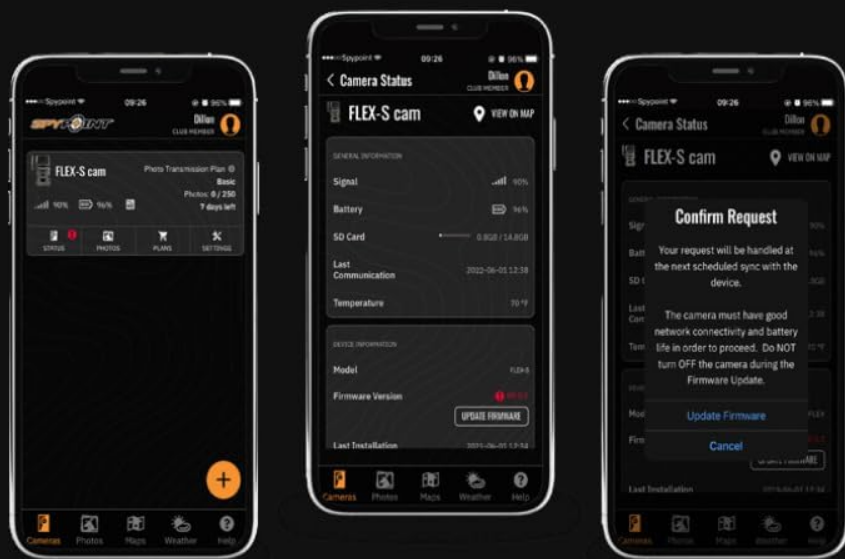 Spypoint
09:26
96%
SPYPOINT
Dillon
CLUB MEMBER
FLEX-S cam
Photo Transmission Plan
Basic
Photos: 0 / 250
7 days left
90%
96%
STATUS
PHOTOS
PLANS
SETTINGS
+
Cameras
Photos
Maps
Weather
Help
Spypoint
09:26
96%
< Camera Status
Dillon
CLUB MEMBER
FLEX-S cam
VIEW ON MAP
GENERAL INFORMATION
Signal
90%
Battery
96%
SD Card
0.8GB / 14.8GB
Last
Communication
2022-06-01 12:38
Temperature
70 °F
DEVICE INFORMATION
Model
FLEX-S
Firmware Version
UPDATE FIRMWARE
Last Installation
12:34
Cameras
Photos
Maps
Weather
Help
Spypoint
09:26
96%
< Camera Status
Dillon
CLUB MEMBER
FLEX-S cam
VIEW ON MAP
Confirm Request
Your request will be handled at
the next scheduled sync with the
device.
The camera must have good
network connectivity and battery
life in order to proceed. Do NOT
turn OFF the camera during the
Firmware Update.
Update Firmware
Cancel
Cameras
Photos
Maps
Weather
Help